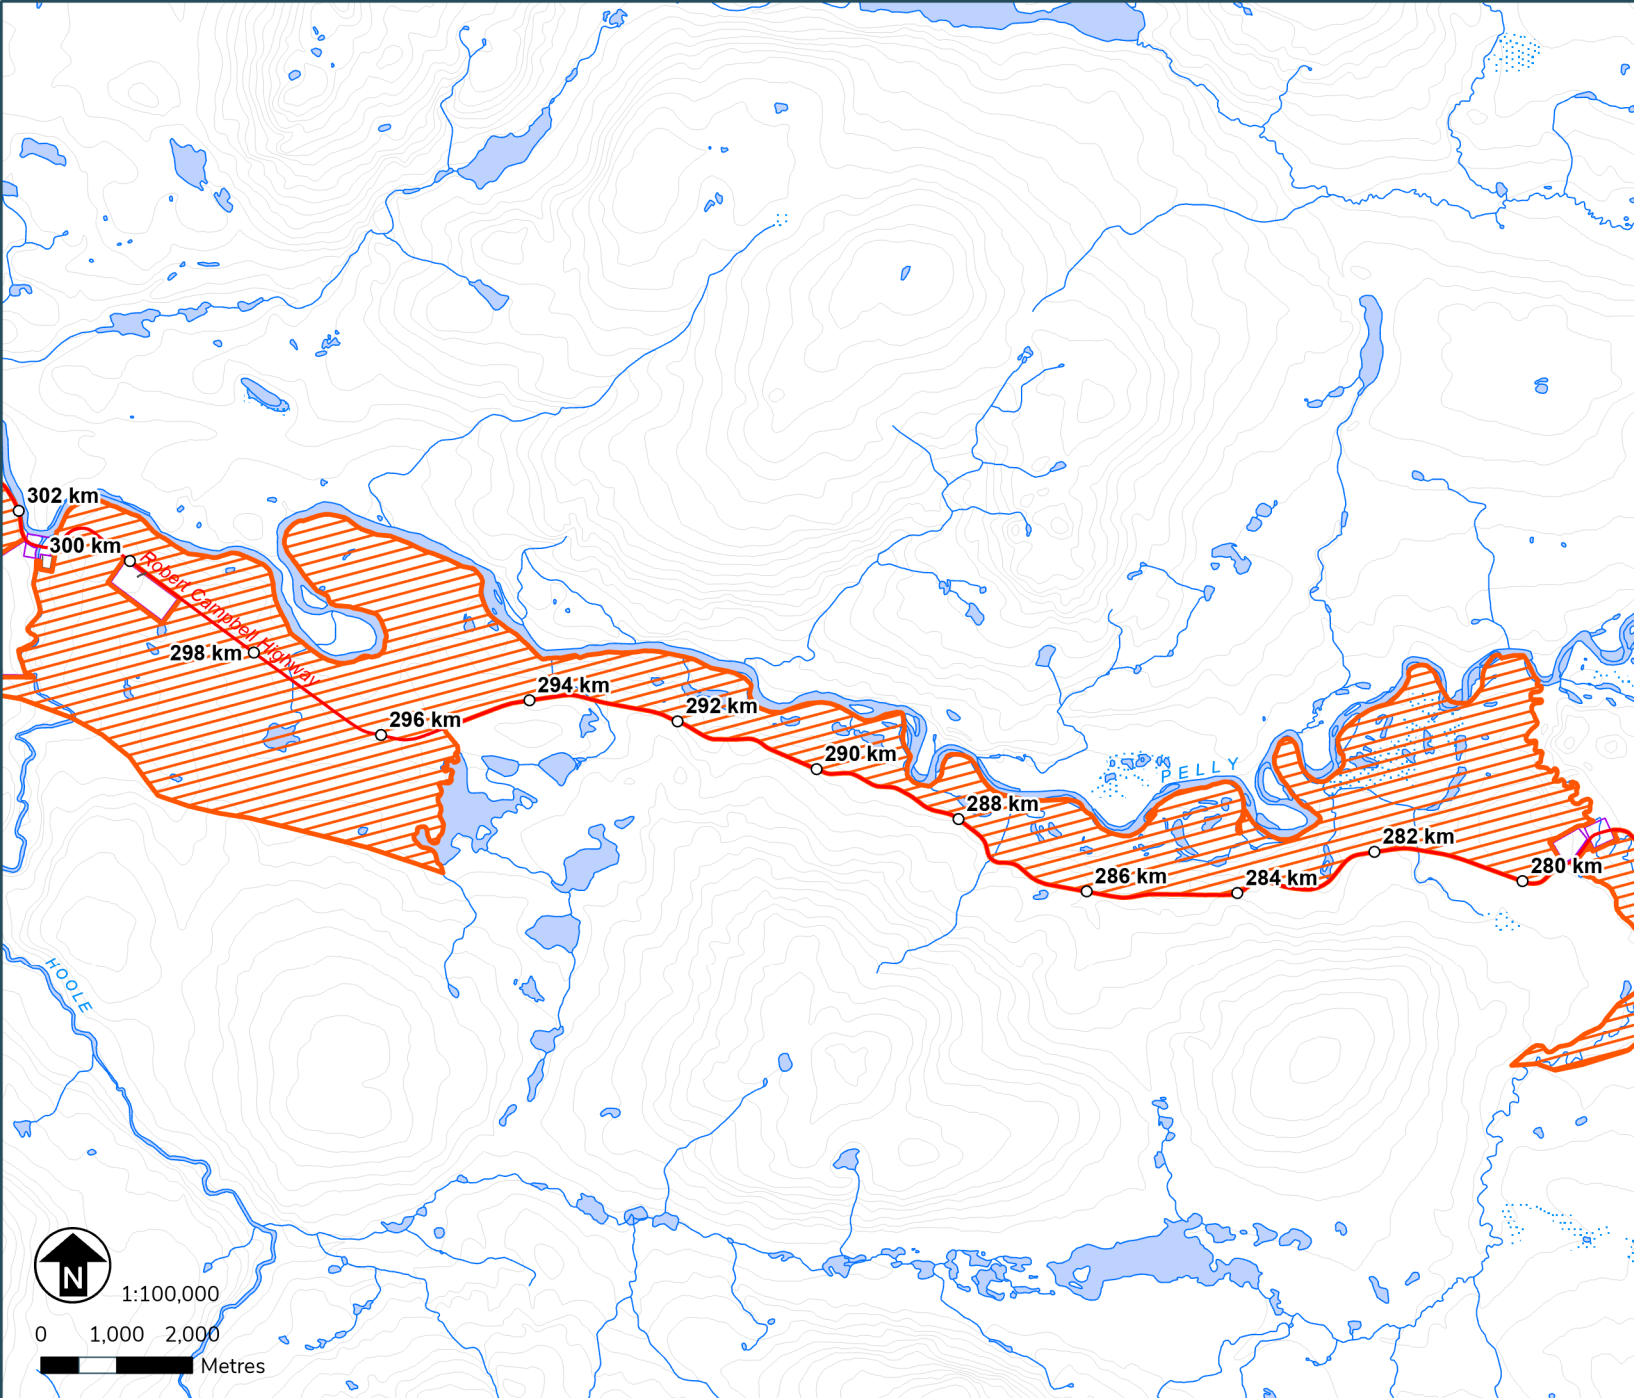 302 km
300 km
Robert Campbell Highway
298 km
296 km
294 km
292 km
290 km
PELLY
288 km
286 km
284 km
282 km
280 km
HOOLE
N
1:100,000
0 1,000 2,000
Metres